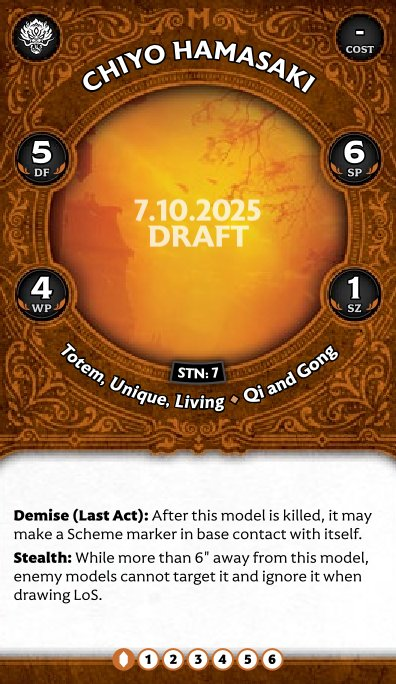 -
COST
CHIYO HAMASAKI
5
DF
6
SP
7.10.2025
DRAFT
4
WP
1
SZ
STN: 7
Totem, Unique, Living • Qi and Gong
Demise (Last Act): After this model is killed, it may
make a Scheme marker in base contact with itself.
Stealth: While more than 6" away from this model,
enemy models cannot target it and ignore it when
drawing LoS.
1 2 3 4 5 6